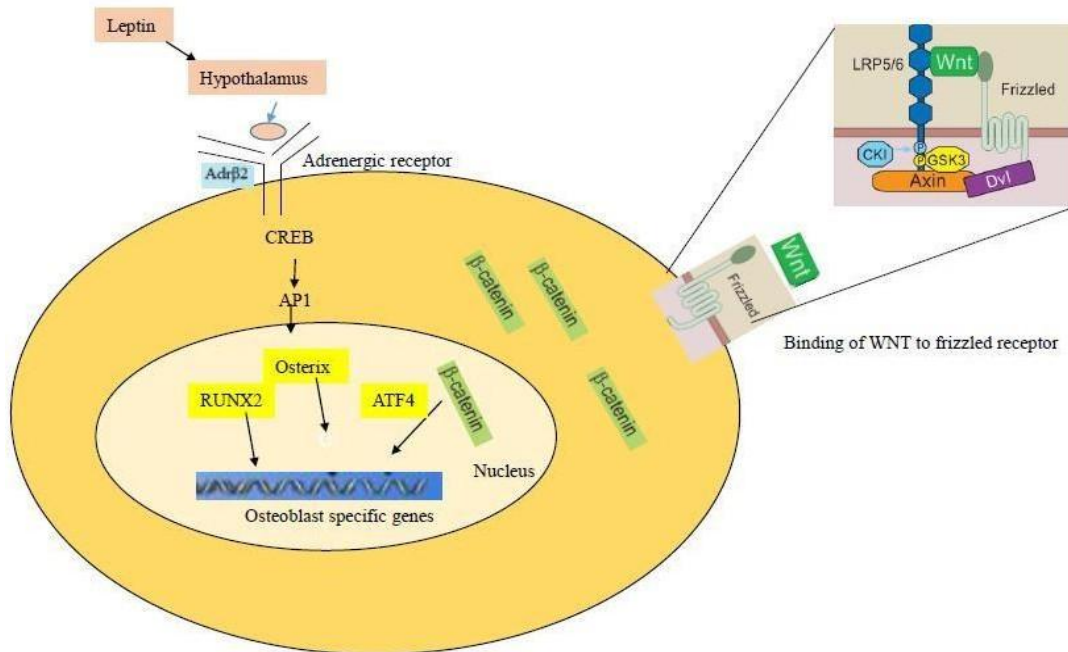 Leptin
Hypothalamus
Adrβ2
Adrenergic receptor
CREB
AP1
Osterix
RUNX2
ATF4
β-catenin
Nucleus
Osteoblast specific genes
β-catenin
β-catenin
β-catenin
Frizzled
Wnt
Binding of WNT to frizzled receptor
LRP5/6
Wnt
Frizzled
CKI
P
P
GSK3
Axin
Dvl